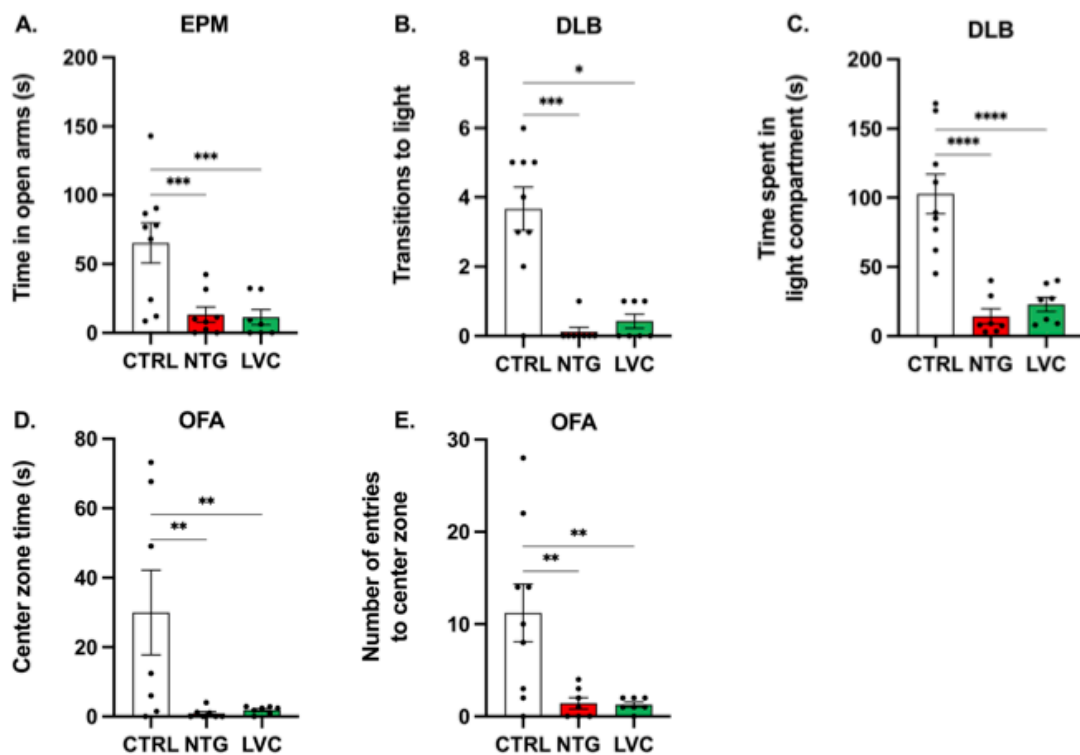 A.
EPM
Time in open arms (s)
200
150
100
50
0
***
***
CTRL NTG LVC
B.
DLB
Transitions to light
8
6
4
2
0
*
***
CTRL NTG LVC
C.
DLB
Time spent in
light compartment (s)
200
150
100
50
0
****
****
CTRL NTG LVC
D.
OFA
Center zone time (s)
80
60
40
20
0
**
**
CTRL NTG LVC
E.
OFA
Number of entries
to center zone
30
20
10
0
**
**
CTRL NTG LVC